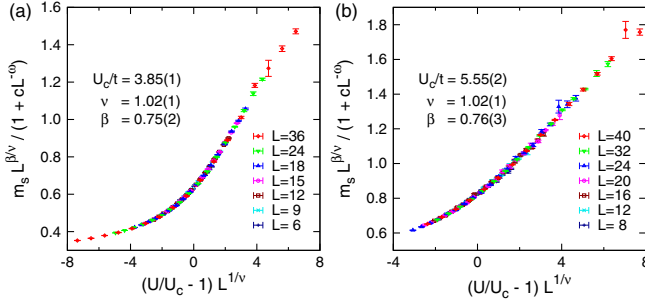 (a)
m_s L^{β/ν} / (1 + cL^{-ω})
1.6
1.4
1.2
1.0
0.8
0.6
0.4
U_c/t = 3.85(1)
ν = 1.02(1)
β = 0.75(2)
L=36
L=24
L=18
L=15
L=12
L= 9
L= 6
-8 -4 0 4 8
(U/U_c - 1) L^{1/ν}
(b)
m_s L^{β/ν} / (1 + cL^{-ω})
1.8
1.6
1.4
1.2
1.0
0.8
0.6
U_c/t = 5.55(2)
ν = 1.02(1)
β = 0.76(3)
L=40
L=32
L=24
L=20
L=16
L=12
L= 8
-4 0 4 8
(U/U_c - 1) L^{1/ν}